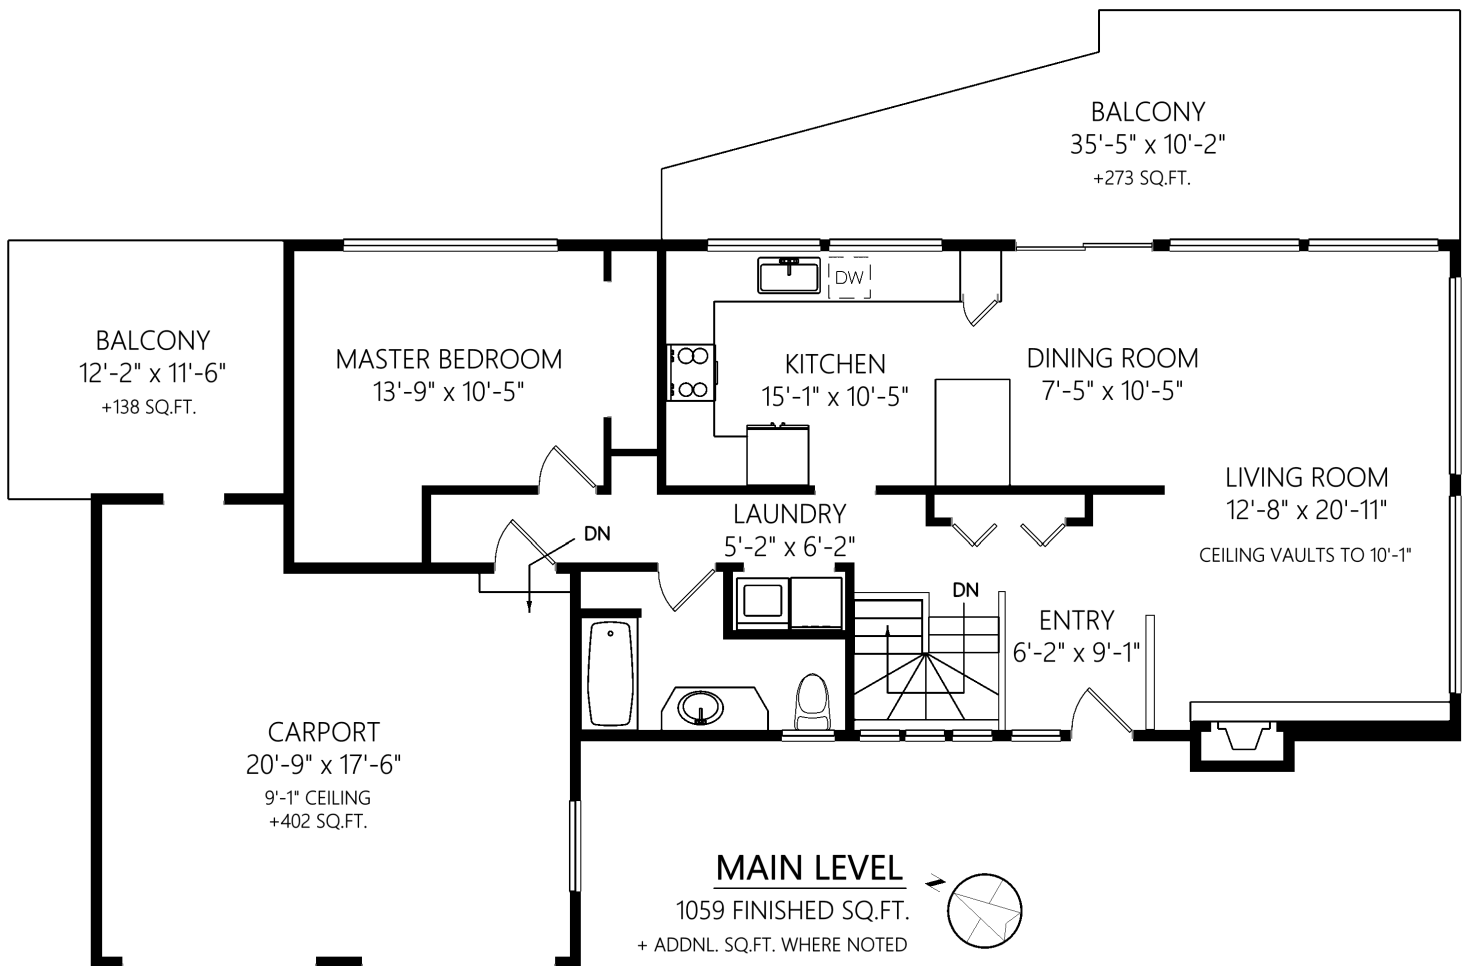 BALCONY
35'-5" x 10'-2"
+273 SQ.FT.
BALCONY
12'-2" x 11'-6"
+138 SQ.FT.
MASTER BEDROOM
13'-9" x 10'-5"
DW
KITCHEN
15'-1" x 10'-5"
DINING ROOM
7'-5" x 10'-5"
LIVING ROOM
12'-8" x 20'-11"
CEILING VAULTS TO 10'-1"
LAUNDRY
5'-2" x 6'-2"
DN
DN
ENTRY
6'-2" x 9'-1"
CARPORT
20'-9" x 17'-6"
9'-1" CEILING
+402 SQ.FT.
MAIN LEVEL
1059 FINISHED SQ.FT.
+ ADDNL. SQ.FT. WHERE NOTED
N